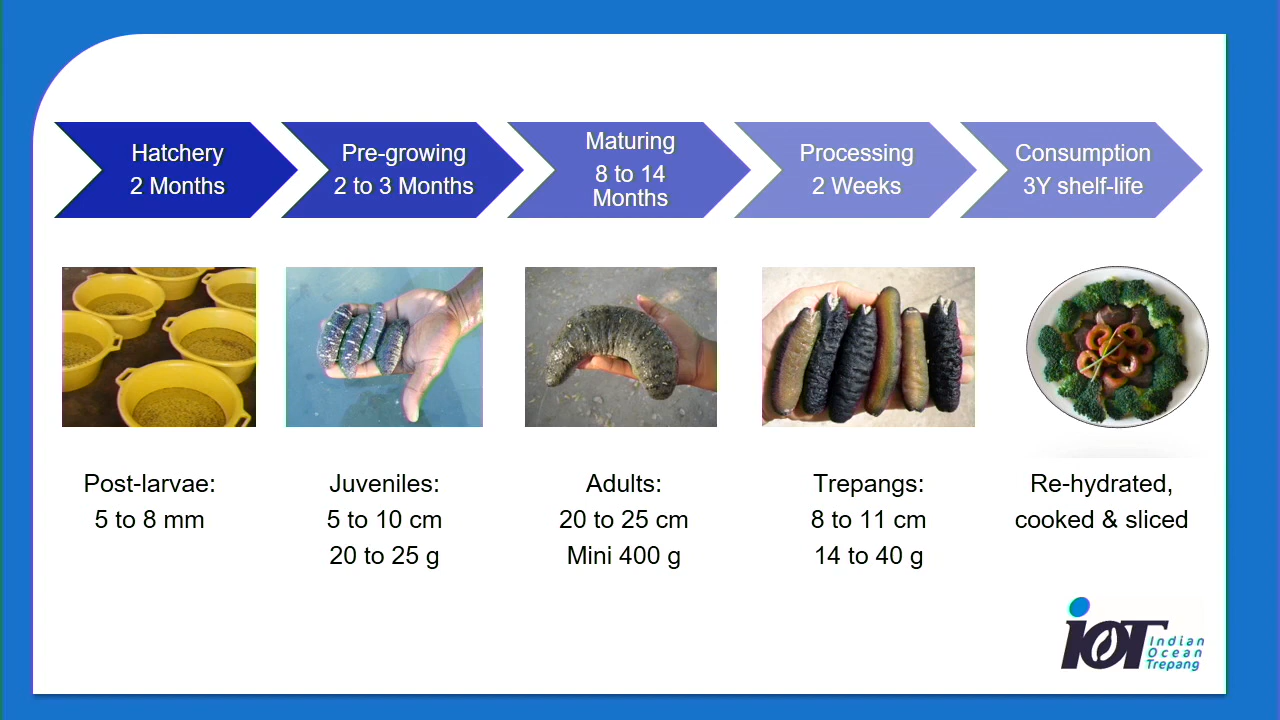 Hatchery
2 Months
Pre-growing
2 to 3 Months
Maturing
8 to 14
Months
Processing
2 Weeks
Consumption
3Y shelf-life
Post-larvae:
5 to 8 mm
Juveniles:
5 to 10 cm
20 to 25 g
Adults:
20 to 25 cm
Mini 400 g
Trepangs:
8 to 11 cm
14 to 40 g
Re-hydrated,
cooked & sliced
iOT
Indian
Ocean
Trepang